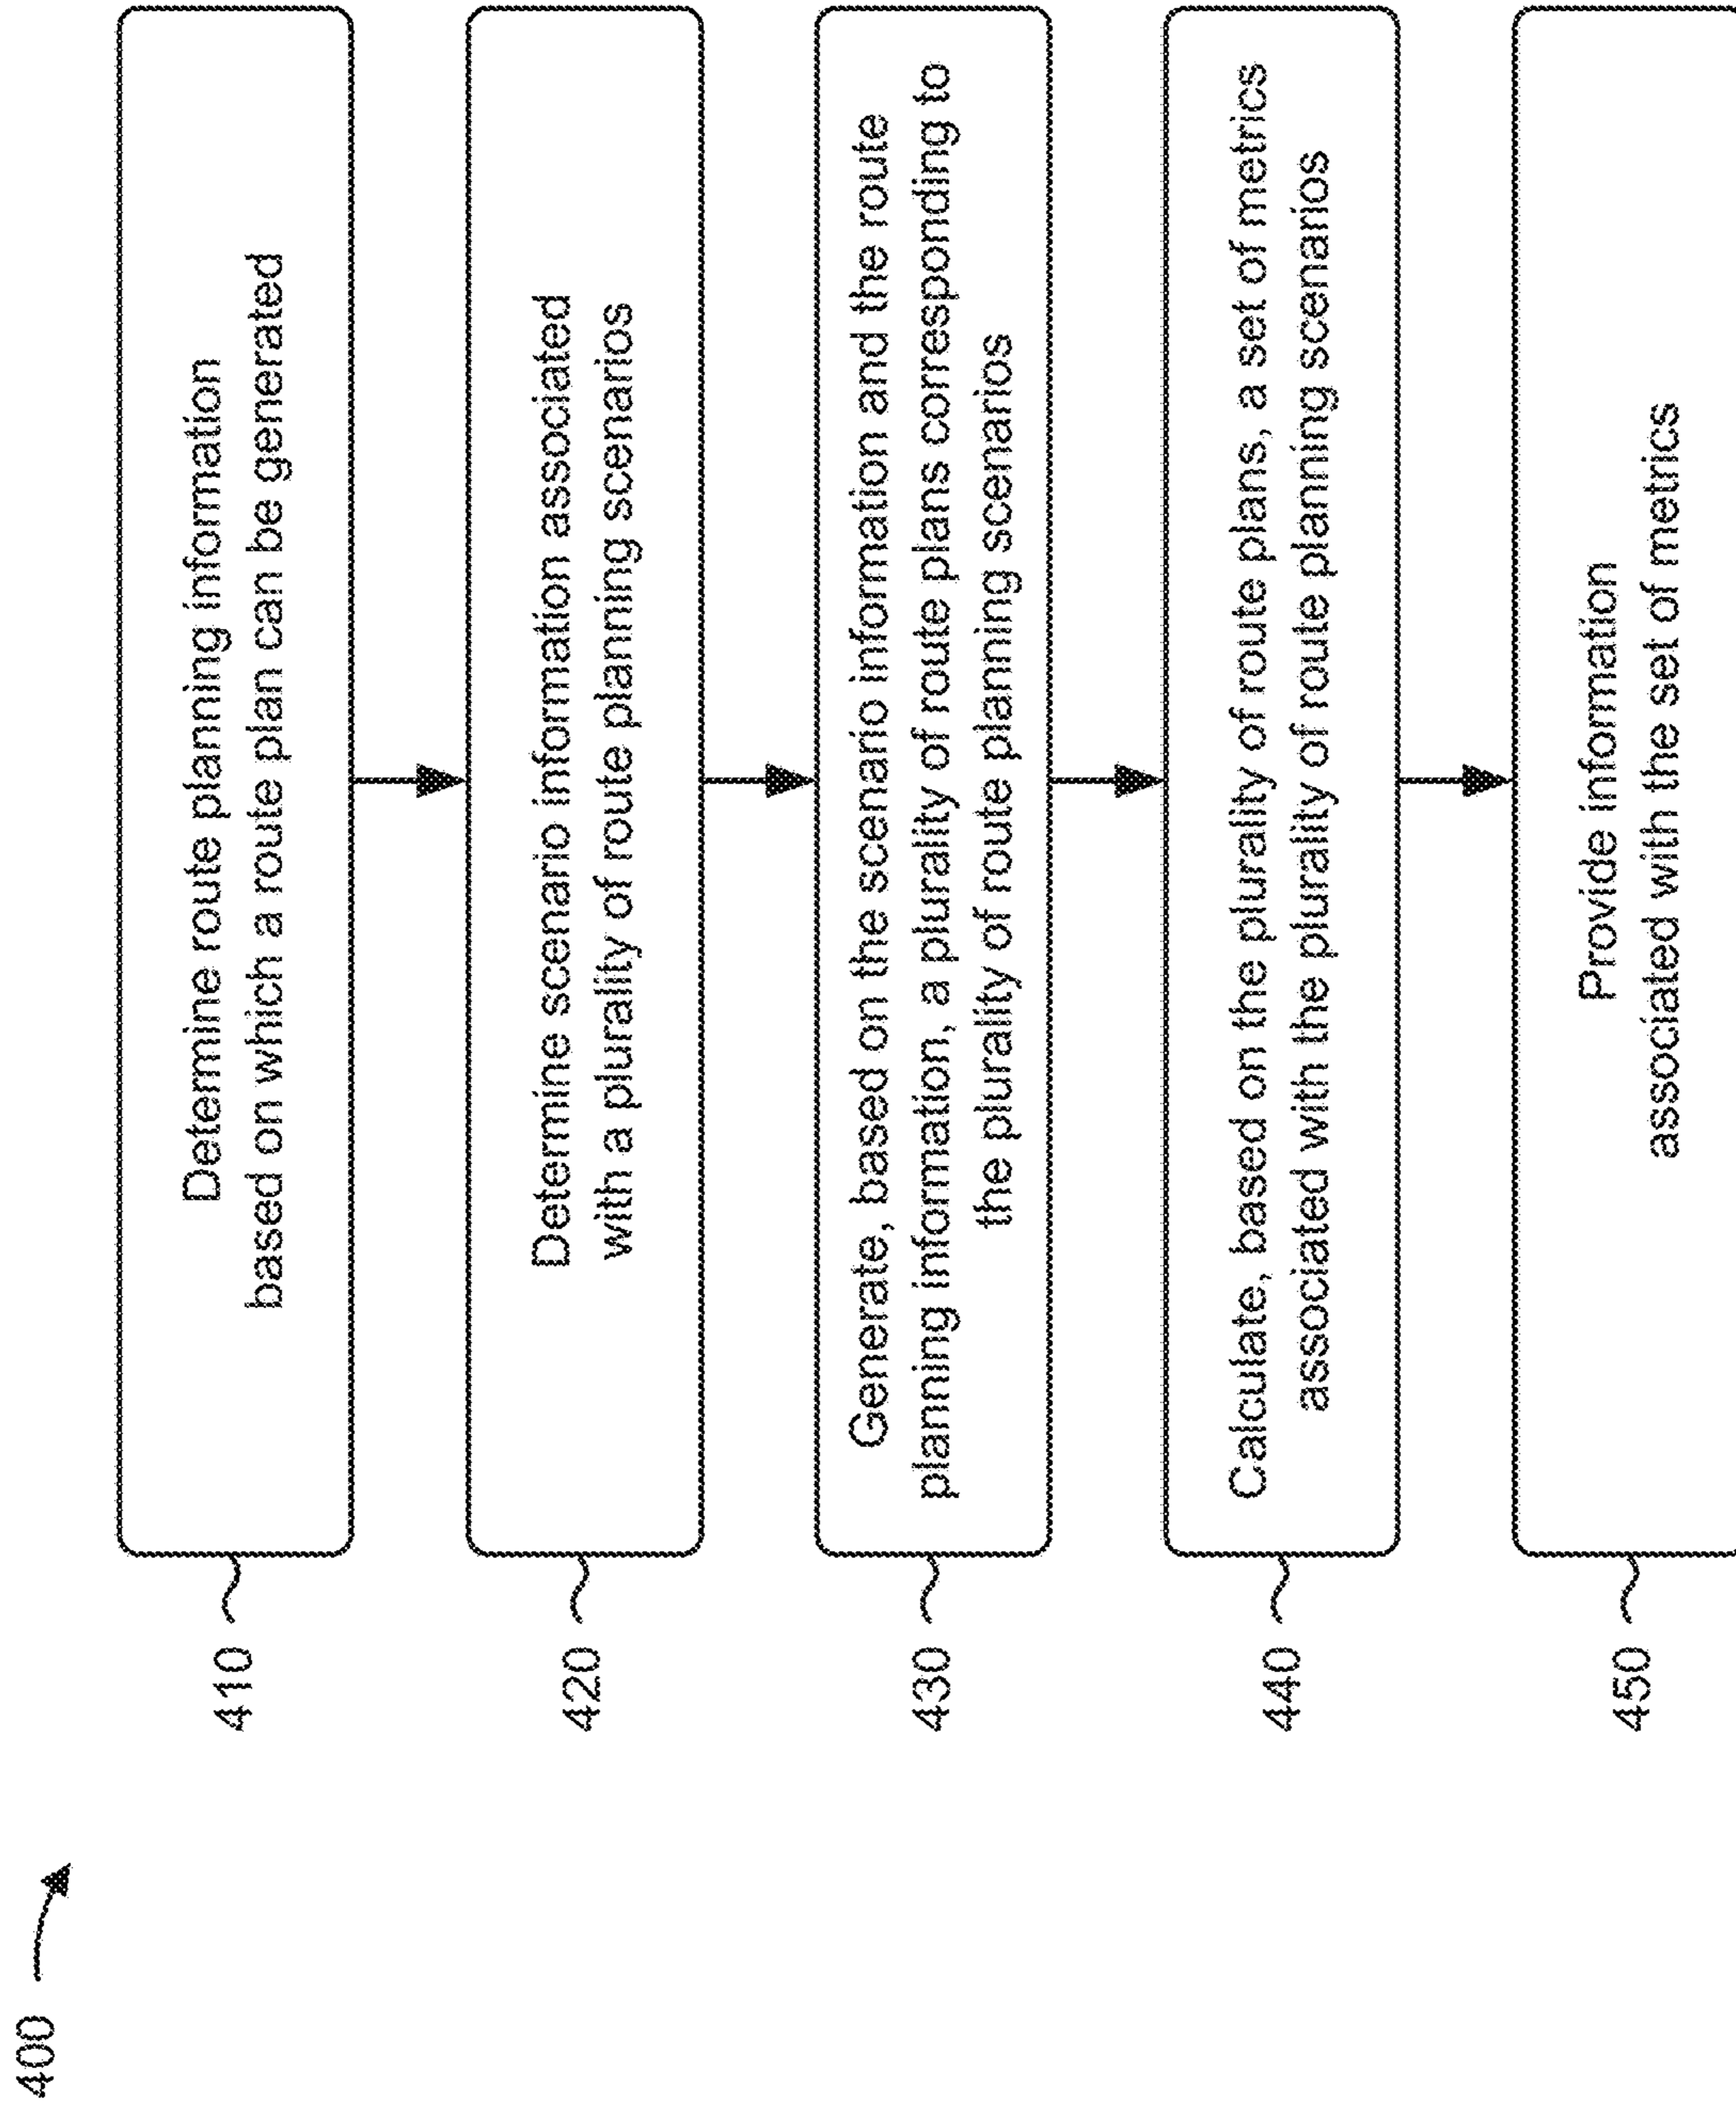 400
410
Determine route planning information
based on which a route plan can be generated
420
Determine scenario information associated
with a plurality of route planning scenarios
430
Generate, based on the scenario information and the route
planning information, a plurality of route plans corresponding to
the plurality of route planning scenarios
440
Calculate, based on the plurality of route plans, a set of metrics
associated with the plurality of route planning scenarios
450
Provide information
associated with the set of metrics